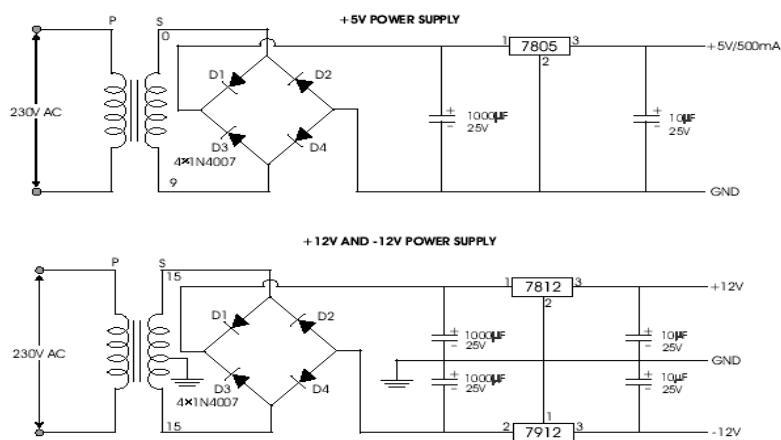 +5V POWER SUPPLY
P S
0
1 7805 3
+5V/500mA
2
D1 D2
230V AC
1000µF
25V
10µF
25V
D3 D4
4×1N4007
9
GND
+12V AND -12V POWER SUPPLY
P S
15
1 7812 3
+12V
2
D1 D2
1000µF
25V
10µF
25V
230V AC
GND
D3 D4
1000µF
25V
10µF
25V
4×1N4007
1
15
2 7912 3
-12V